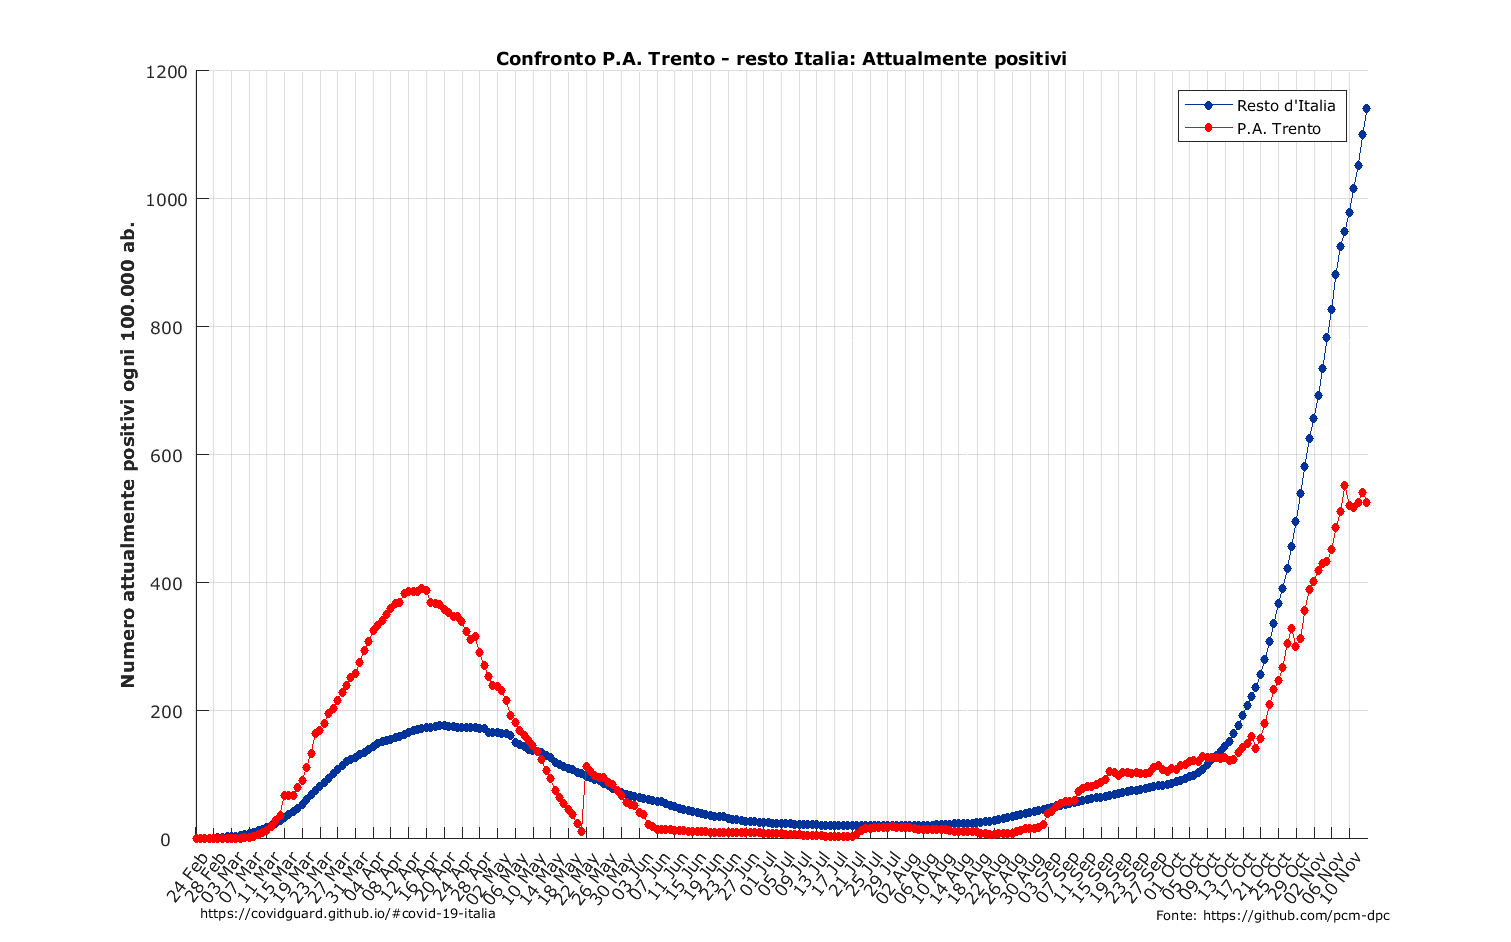 Confronto P.A. Trento - resto Italia: Attualmente positivi
Resto d'Italia
P.A. Trento
Numero attualmente positivi ogni 100.000 ab.
1200
1000
800
600
400
200
0
24 Feb
28 Feb
03 Mar
07 Mar
11 Mar
15 Mar
19 Mar
23 Mar
27 Mar
31 Mar
04 Apr
08 Apr
12 Apr
16 Apr
20 Apr
24 Apr
28 Apr
02 May
06 May
10 May
14 May
18 May
22 May
26 May
30 May
03 Jun
07 Jun
11 Jun
15 Jun
19 Jun
23 Jun
27 Jun
01 Jul
05 Jul
09 Jul
13 Jul
17 Jul
21 Jul
25 Jul
29 Jul
02 Aug
06 Aug
10 Aug
14 Aug
18 Aug
22 Aug
26 Aug
30 Aug
03 Sep
07 Sep
11 Sep
15 Sep
19 Sep
23 Sep
27 Sep
01 Oct
05 Oct
09 Oct
13 Oct
17 Oct
21 Oct
25 Oct
29 Oct
02 Nov
06 Nov
10 Nov
https://covidguard.github.io/#covid-19-italia
Fonte: https://github.com/pcm-dpc